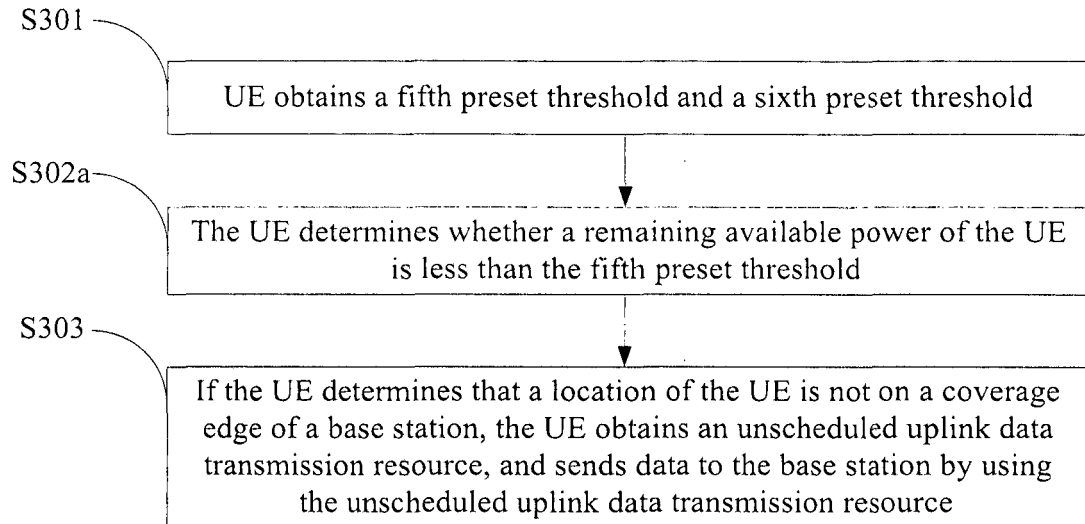 S301
UE obtains a fifth preset threshold and a sixth preset threshold
S302a
The UE determines whether a remaining available power of the UE
is less than the fifth preset threshold
S303
If the UE determines that a location of the UE is not on a coverage
edge of a base station, the UE obtains an unscheduled uplink data
transmission resource, and sends data to the base station by using
the unscheduled uplink data transmission resource